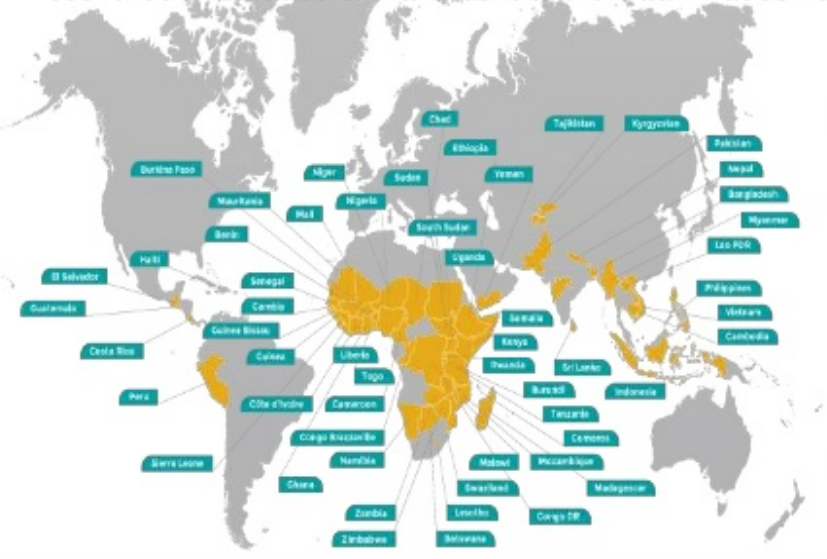 Chad
Tajikistan
Kyrgyzstan
Ethiopia
Pakistan
Burkina Faso
Niger
Sudan
Yemen
Nepal
Bangladesh
Mauritania
Nigeria
Mali
Myanmar
South Sudan
Benin
Lao PDR
Haiti
Uganda
El Salvador
Senegal
Philippines
Guatemala
Gambia
Vietnam
Somalia
Guinea Bissau
Cambodia
Kenya
Costa Rica
Guinea
Liberia
Rwanda
Sri Lanka
Togo
Burundi
Indonesia
Peru
Côte d'Ivoire
Cameroon
Tanzania
Congo Brazzaville
Comoros
Sierra Leone
Namibia
Malawi
Mozambique
Ghana
Swaziland
Madagascar
Zambia
Lesotho
Congo DR
Zimbabwe
Botswana